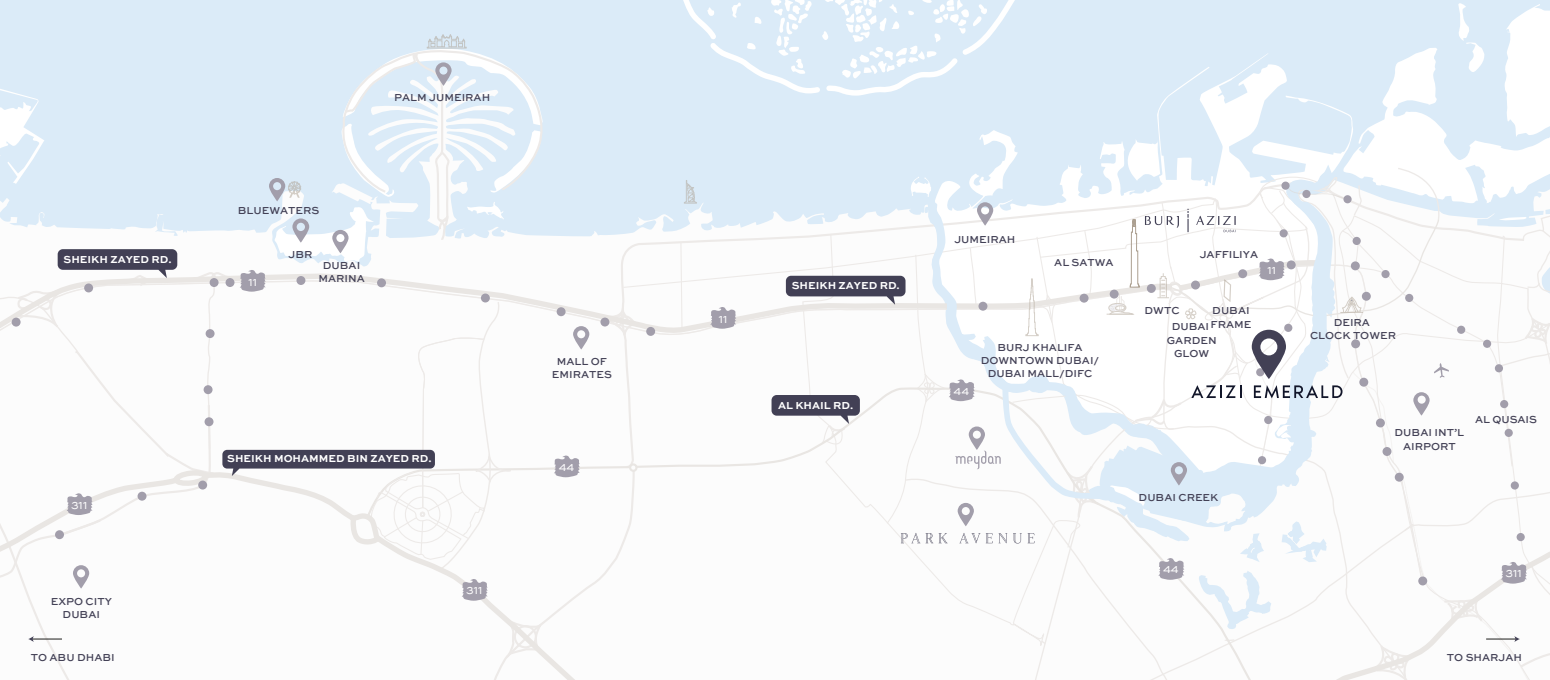 PALM JUMEIRAH
BLUEWATERS
JBR
DUBAI
MARINA
SHEIKH ZAYED RD.
11
JUMEIRAH
BURJ AZIZI
DUBAI
AL SATWA
JAFFILIYA
11
SHEIKH ZAYED RD.
11
DWTC
DUBAI
FRAME
DUBAI
GARDEN
GLOW
DEIRA
CLOCK TOWER
MALL OF
EMIRATES
BURJ KHALIFA
DOWNTOWN DUBAI/
DUBAI MALL/DIFC
AZIZI EMERALD
44
AL KHAIL RD.
DUBAI INT'L
AIRPORT
AL QUSAIS
meydan
SHEIKH MOHAMMED BIN ZAYED RD.
44
311
DUBAI CREEK
PARK AVENUE
44
311
311
EXPO CITY
DUBAI
TO ABU DHABI
TO SHARJAH